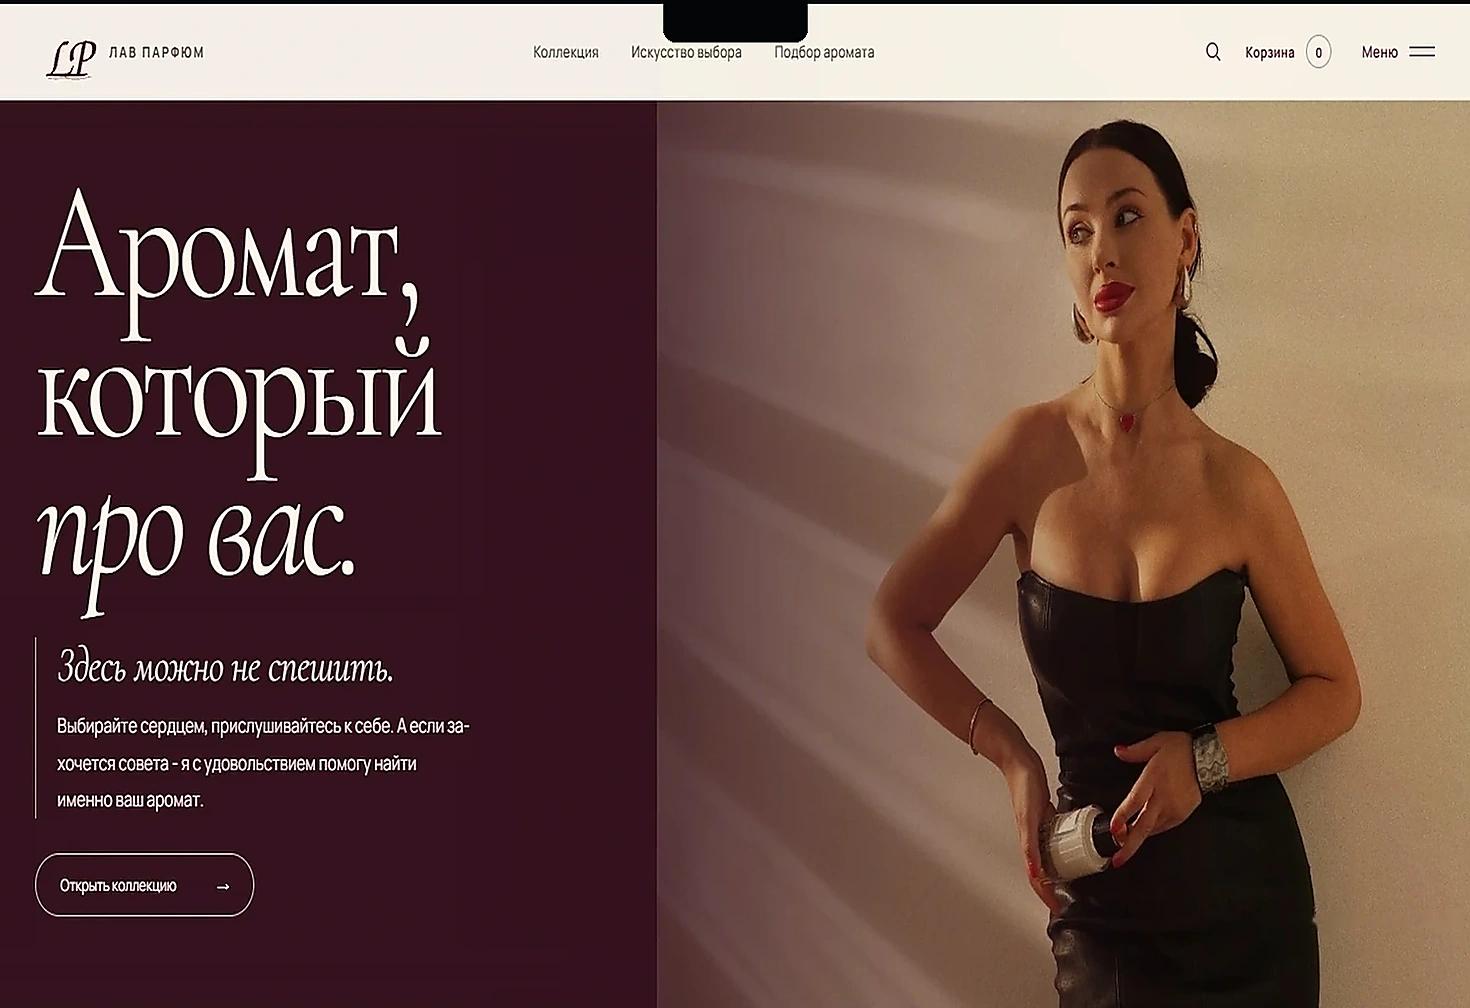 LP ЛАВ ПАРФЮМ
Коллекция Искусство выбора Подбор аромата
Корзина 0 Меню
Аромат,
который
про вас.
Здесь можно не спешить.
Выбирайте сердцем, прислушивайтесь к себе. А если за-
хочется совета - я с удовольствием помогу найти
именно ваш аромат.
Открыть коллекцию →